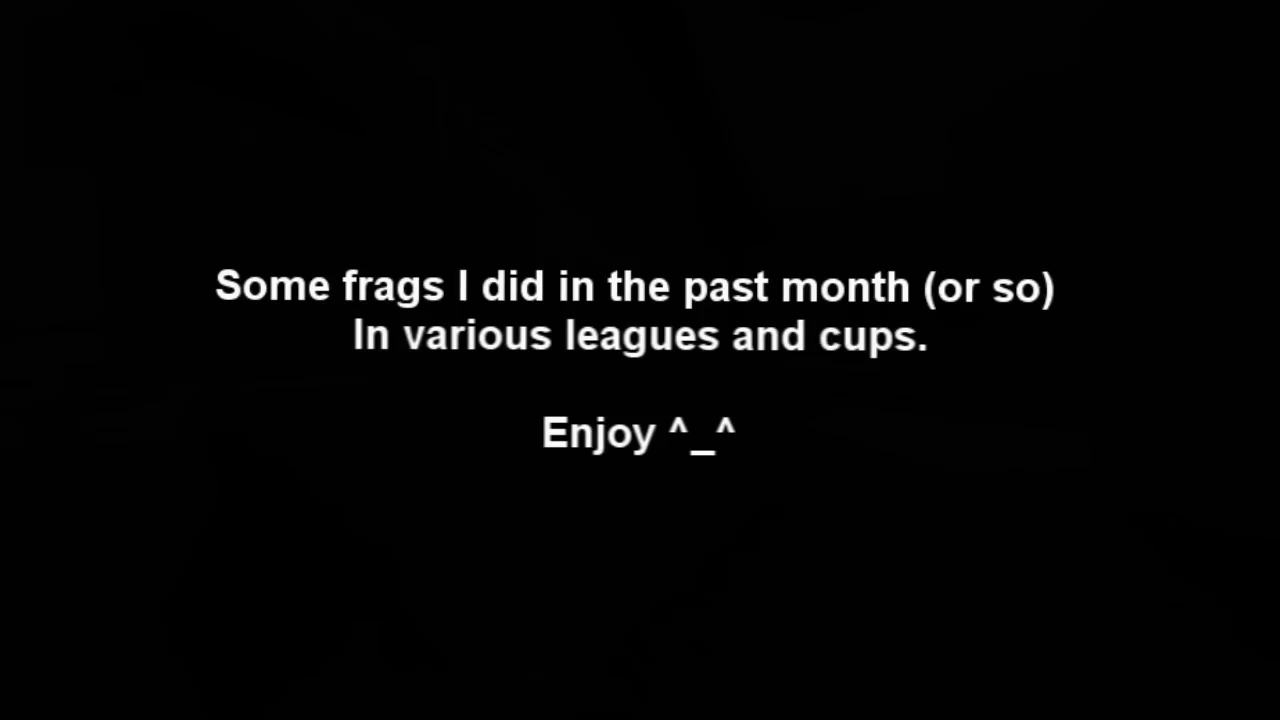 Some frags I did in the past month (or so)
In various leagues and cups.
Enjoy ^_^